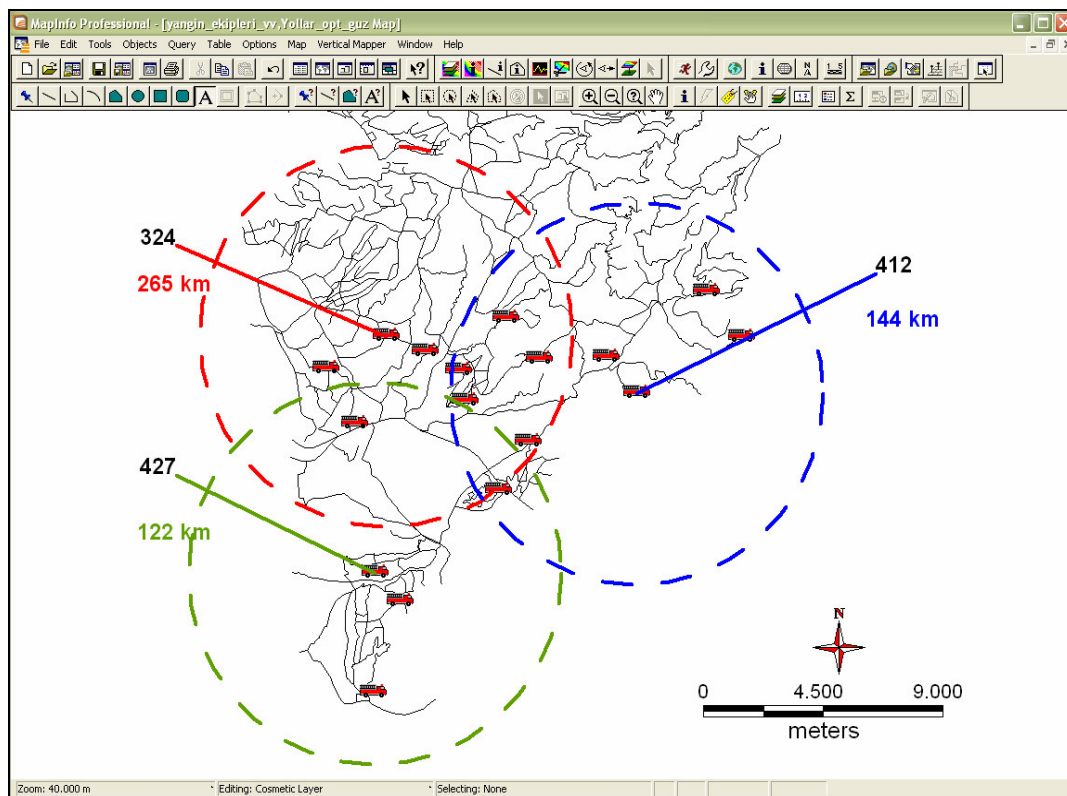 MapInfo Professional - [yangin_ekipleri_vv,Yollar_opt_guz Map]
File Edit Tools Objects Query Table Options Map Vertical Mapper Window Help
324
265 km
412
144 km
427
122 km
N
0 4.500 9.000
meters
Zoom: 40.000 m Editing: Cosmetic Layer Selecting: None